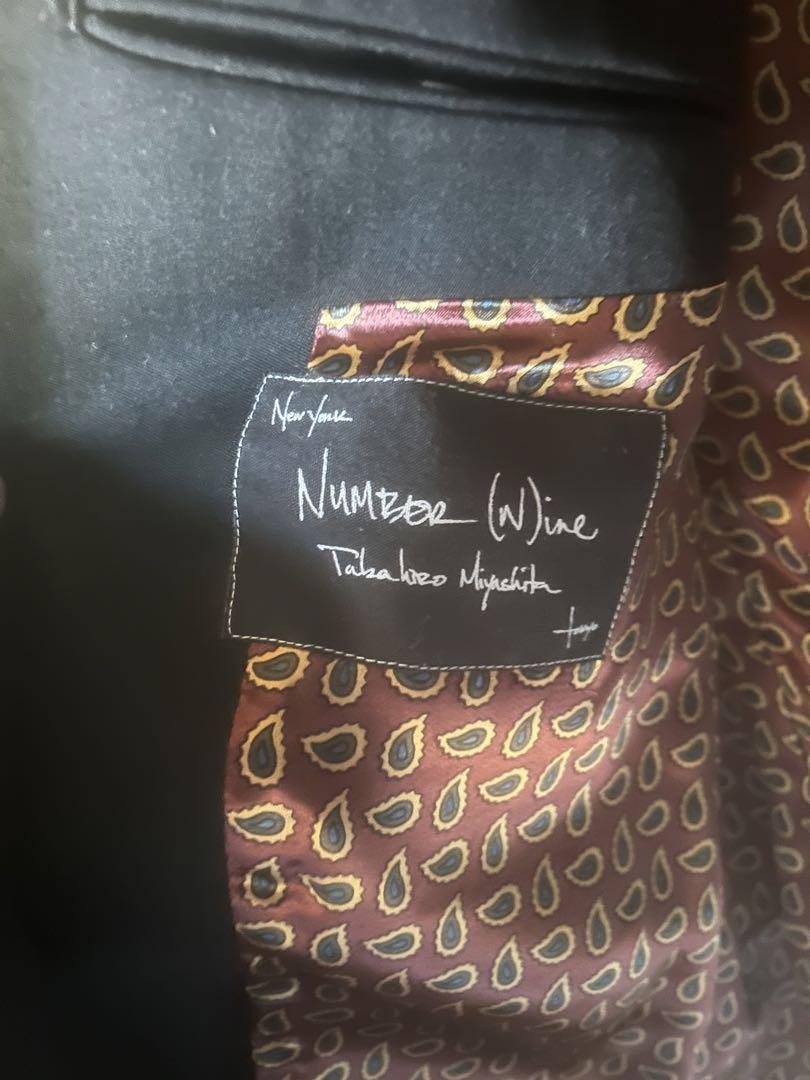 New York
NUMBER (N)ine
Takahiro Miyashita